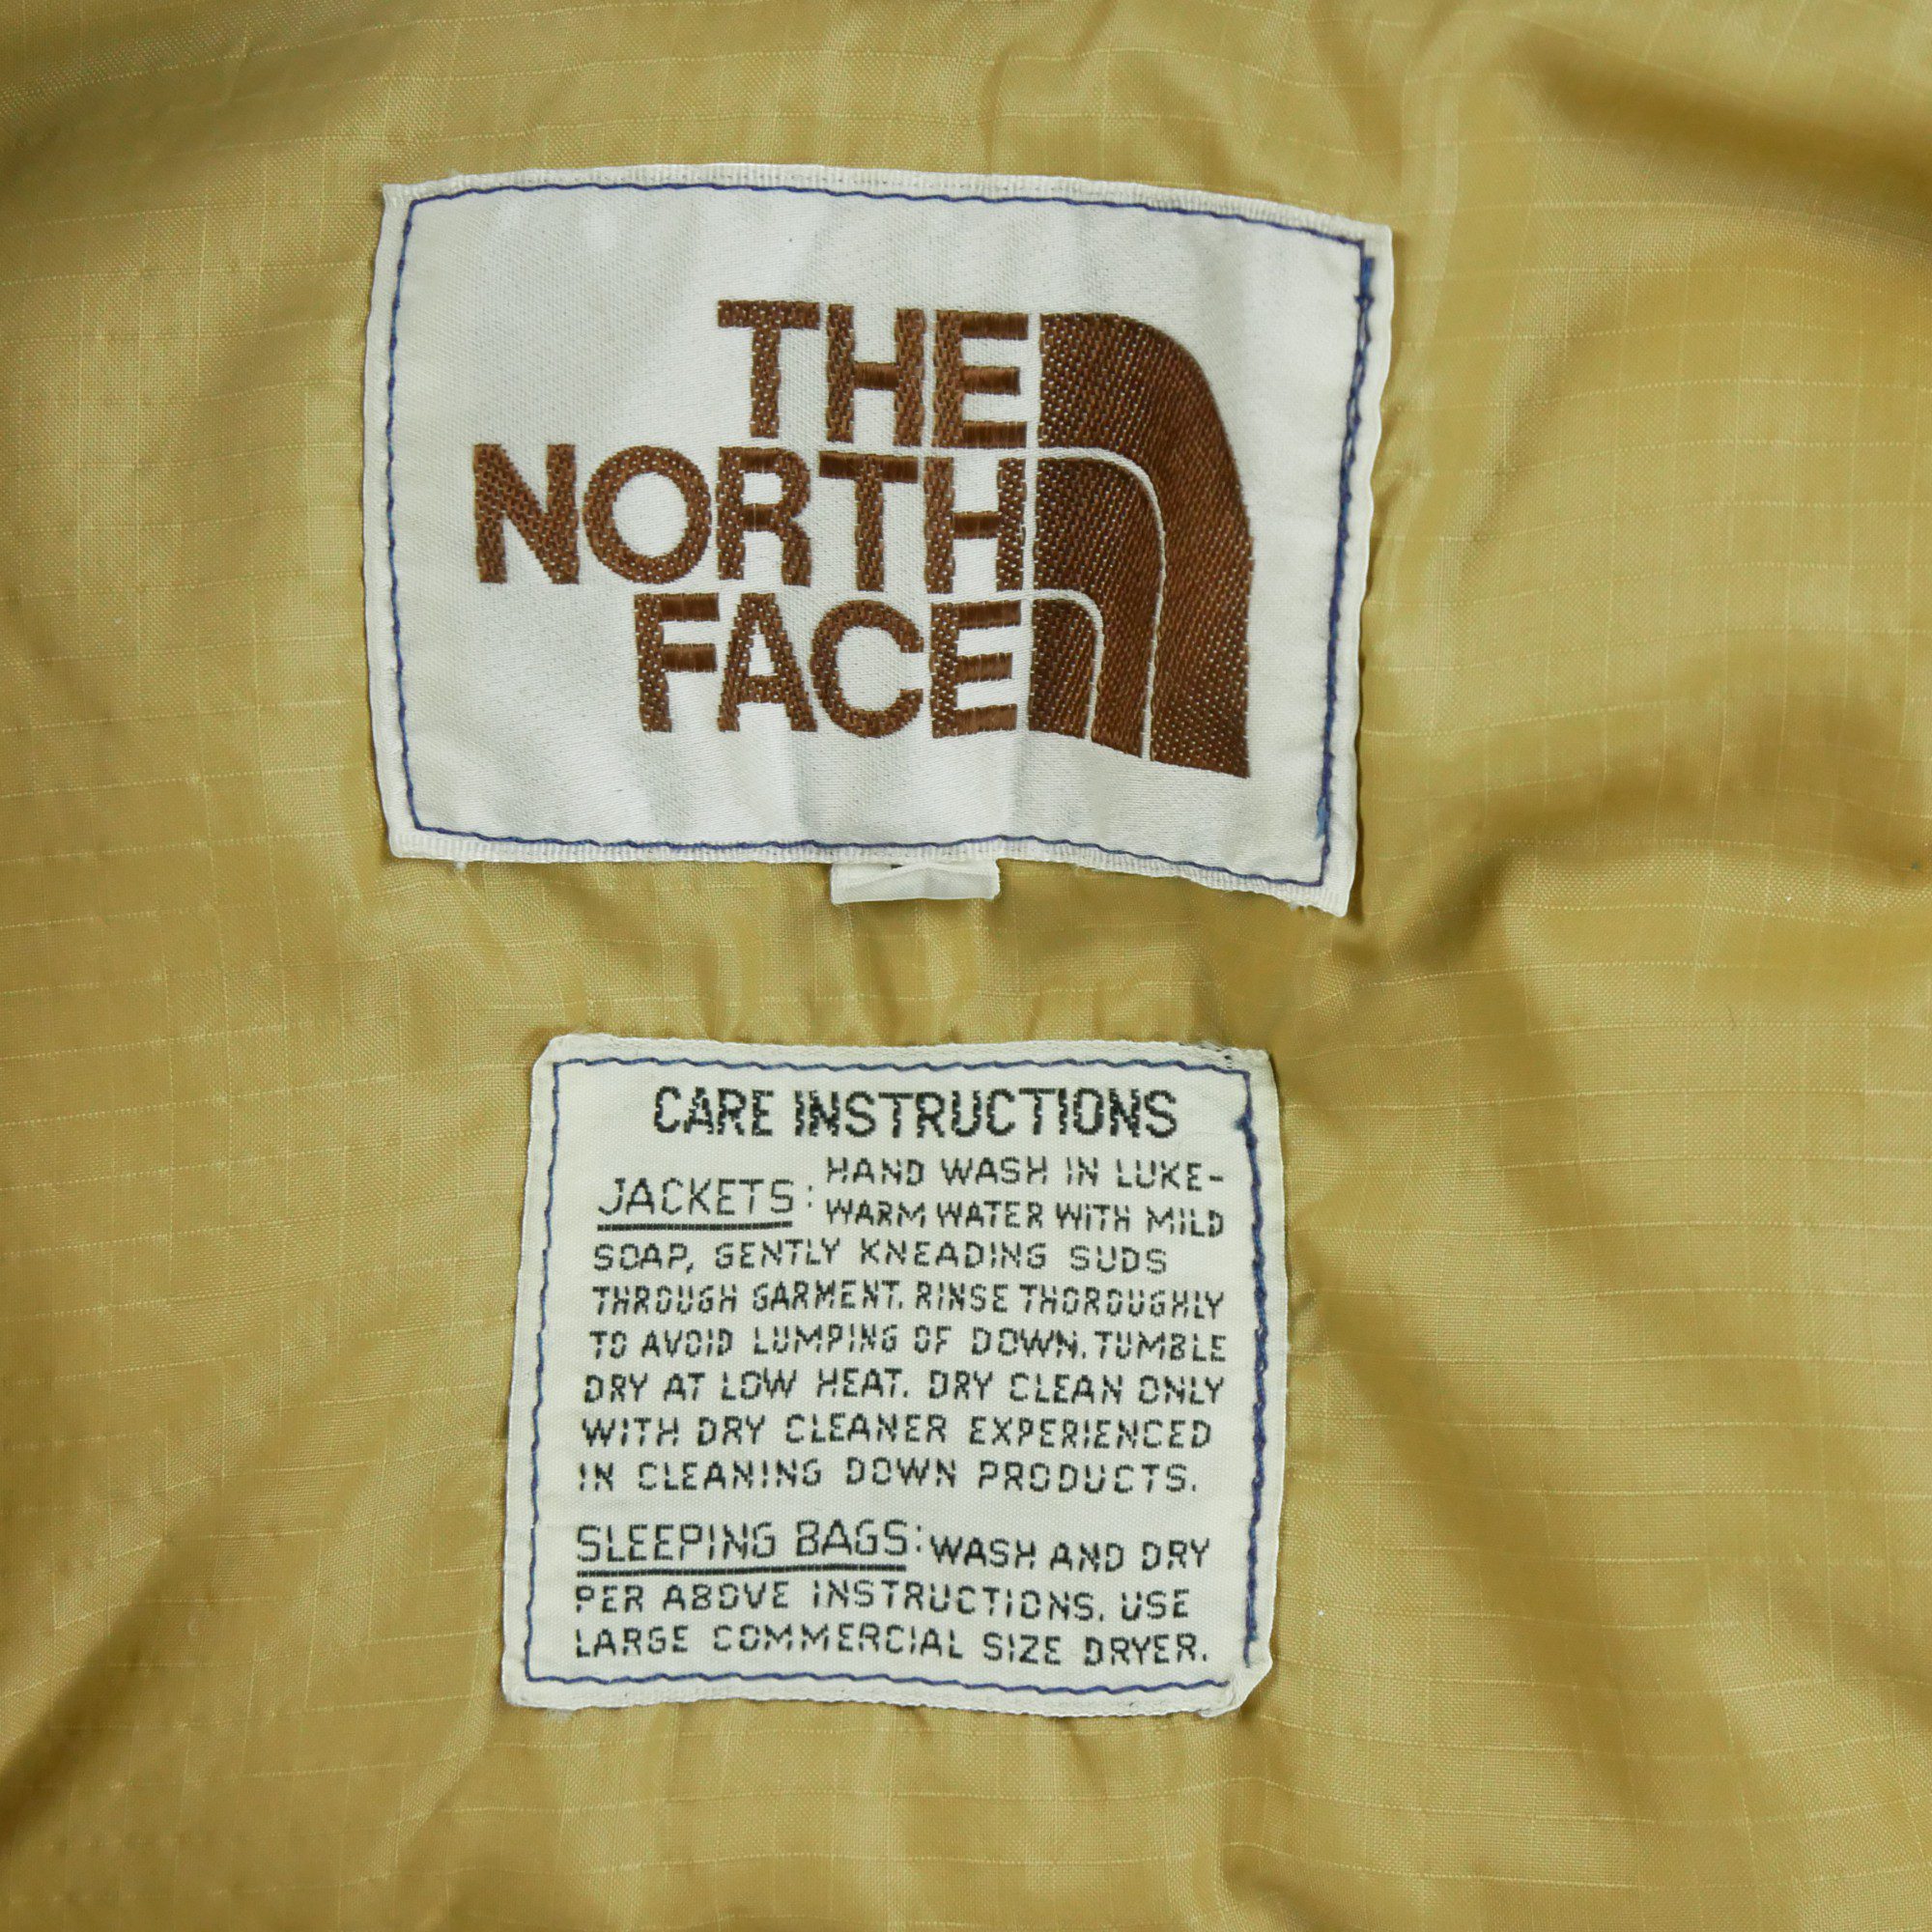 THE
NORTH
FACE
CARE INSTRUCTIONS
JACKETS: HAND WASH IN LUKE-
WARM WATER WITH MILD
SOAP, GENTLY KNEADING SUDS
THROUGH GARMENT. RINSE THOROUGHLY
TO AVOID LUMPING OF DOWN. TUMBLE
DRY AT LOW HEAT. DRY CLEAN ONLY
WITH DRY CLEANER EXPERIENCED
IN CLEANING DOWN PRODUCTS.
SLEEPING BAGS: WASH AND DRY
PER ABOVE INSTRUCTIONS. USE
LARGE COMMERCIAL SIZE DRYER.